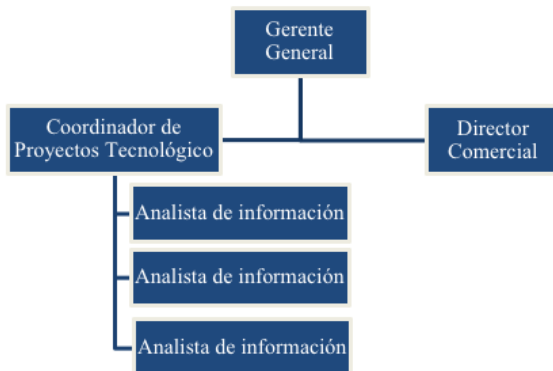 Gerente
General
Coordinador de
Proyectos Tecnológico
Director
Comercial
Analista de información
Analista de información
Analista de información